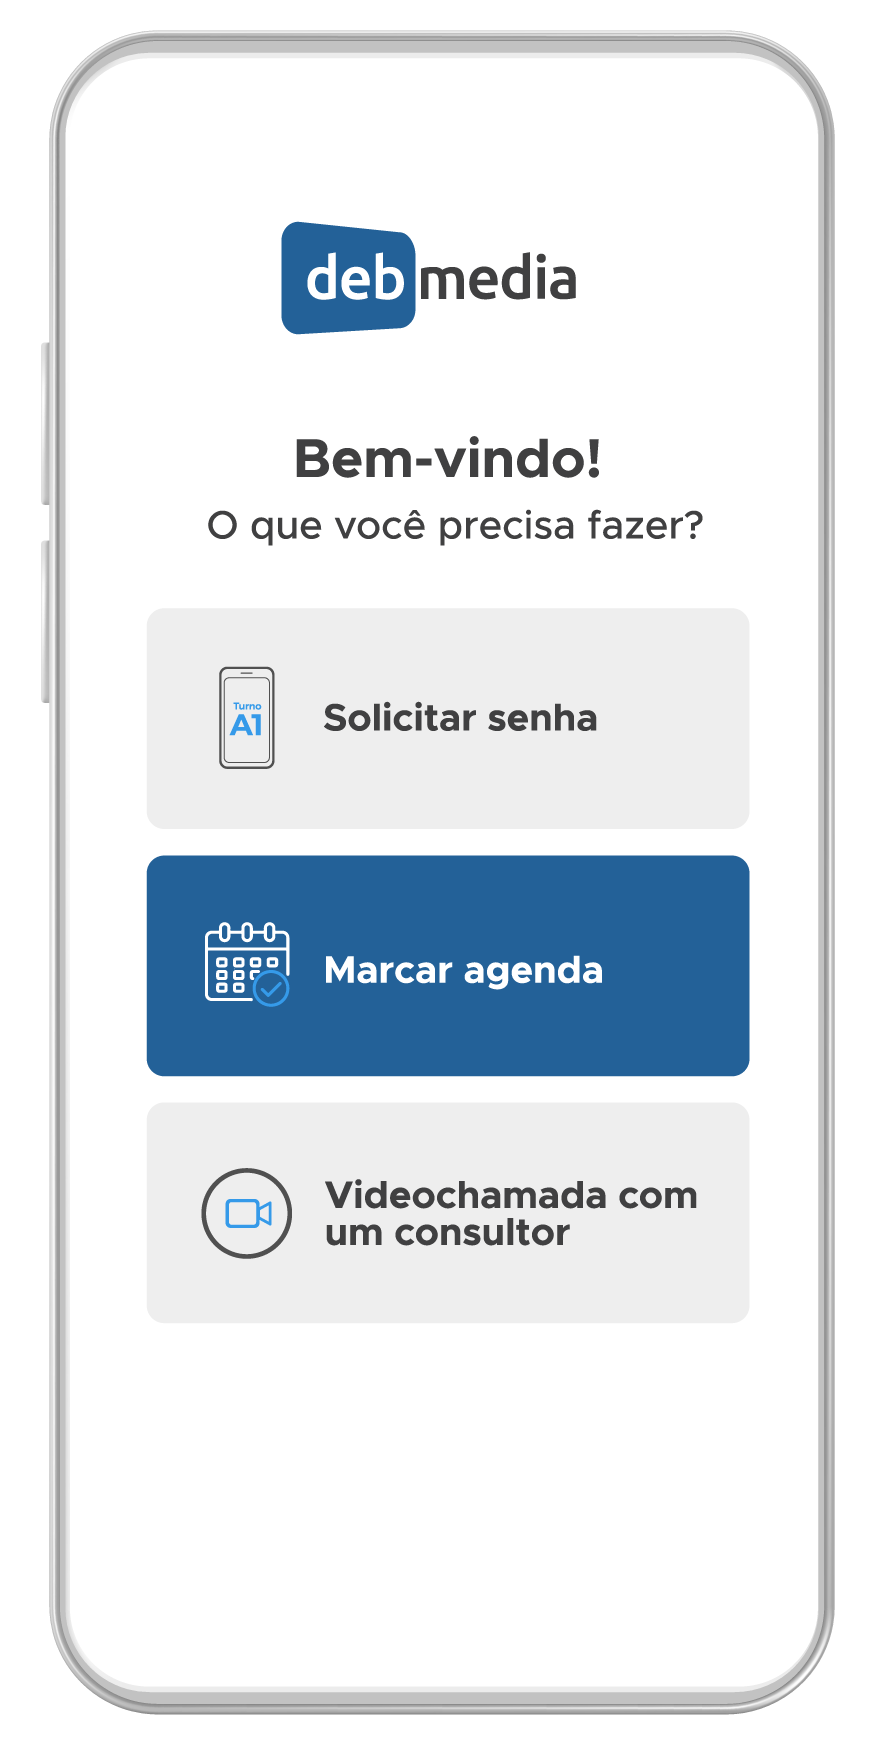 debmedia
Bem-vindo!
O que você precisa fazer?
Turno
A1
Solicitar senha
Marcar agenda
Videochamada com
um consultor